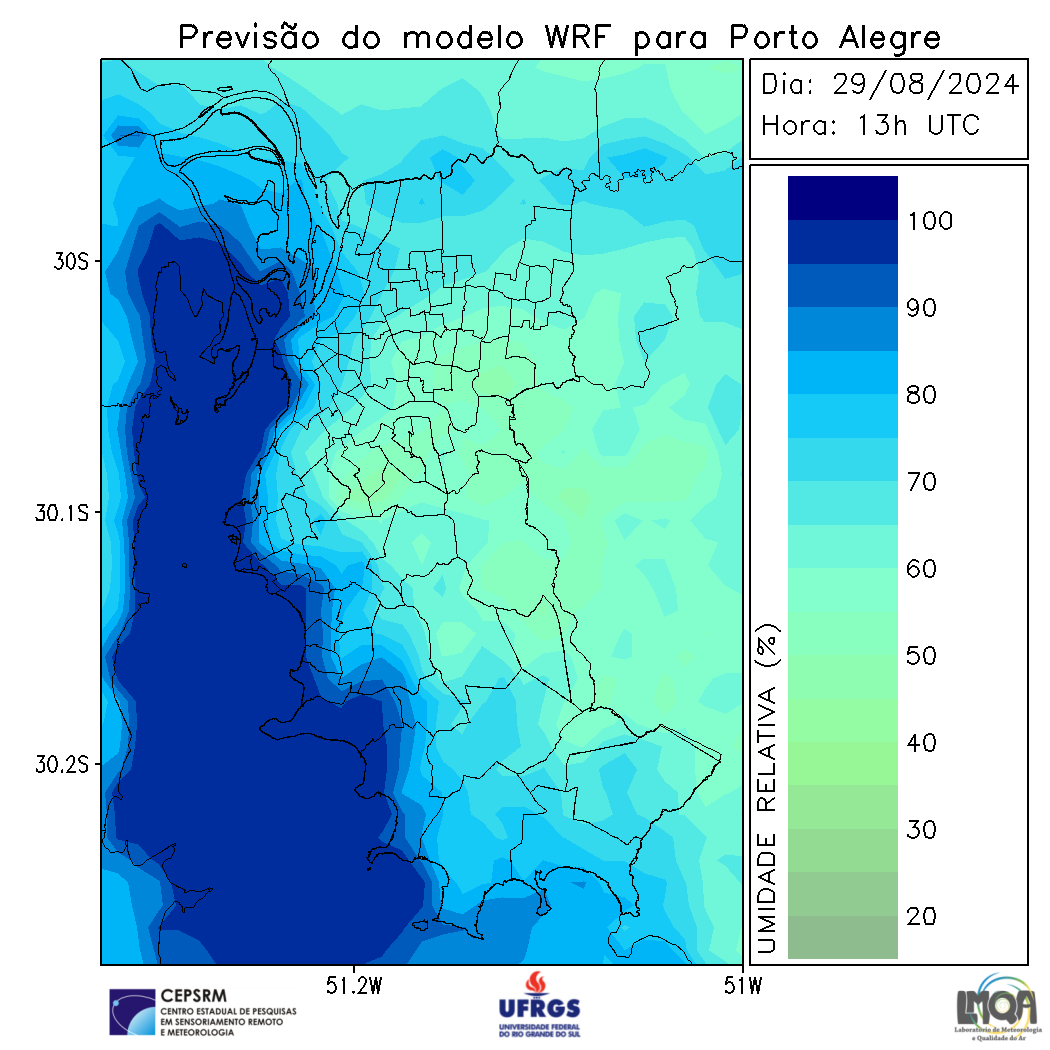 Previsão do modelo WRF para Porto Alegre
Dia: 29/08/2024
Hora: 13h UTC
30S
30.1S
30.2S
51.2W
51W
100
90
80
70
60
50
40
30
20
UMIDADE RELATIVA (%)
CEPSRM
CENTRO ESTADUAL DE PESQUISAS
EM SENSORIAMENTO REMOTO
E METEOROLOGIA
UFRGS
UNIVERSIDADE FEDERAL
DO RIO GRANDE DO SUL
LMQA
Laboratório de Meteorologia
e Qualidade do Ar